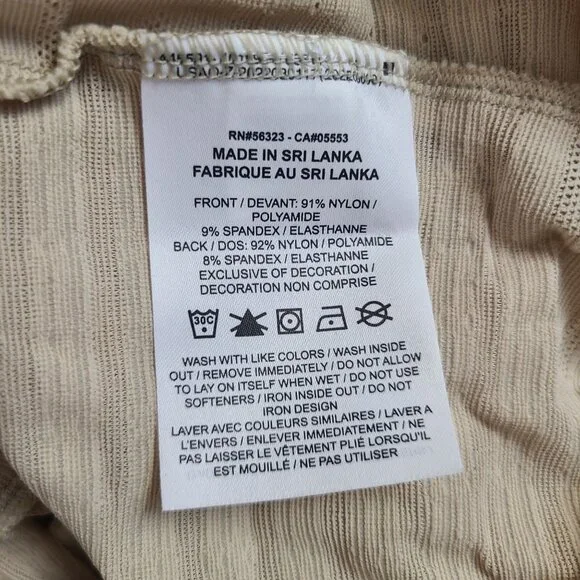 RN#56323 - CA#05553
MADE IN SRI LANKA
FABRIQUE AU SRI LANKA
FRONT / DEVANT: 91% NYLON /
POLYAMIDE
9% SPANDEX / ELASTHANNE
BACK / DOS: 92% NYLON / POLYAMIDE
8% SPANDEX / ELASTHANNE
EXCLUSIVE OF DECORATION /
DECORATION NON COMPRISE
30C
WASH WITH LIKE COLORS / WASH INSIDE
OUT / REMOVE IMMEDIATELY / DO NOT ALLOW
TO LAY ON ITSELF WHEN WET / DO NOT USE
SOFTENERS / IRON INSIDE OUT / DO NOT
IRON DESIGN
LAVER AVEC COULEURS SIMILAIRES / LAVER A
L'ENVERS / ENLEVER IMMEDIATEMENT / NE
PAS LAISSER LE VÊTEMENT PLIÉ LORSQU'IL
EST MOUILLÉ / NE PAS UTILISER